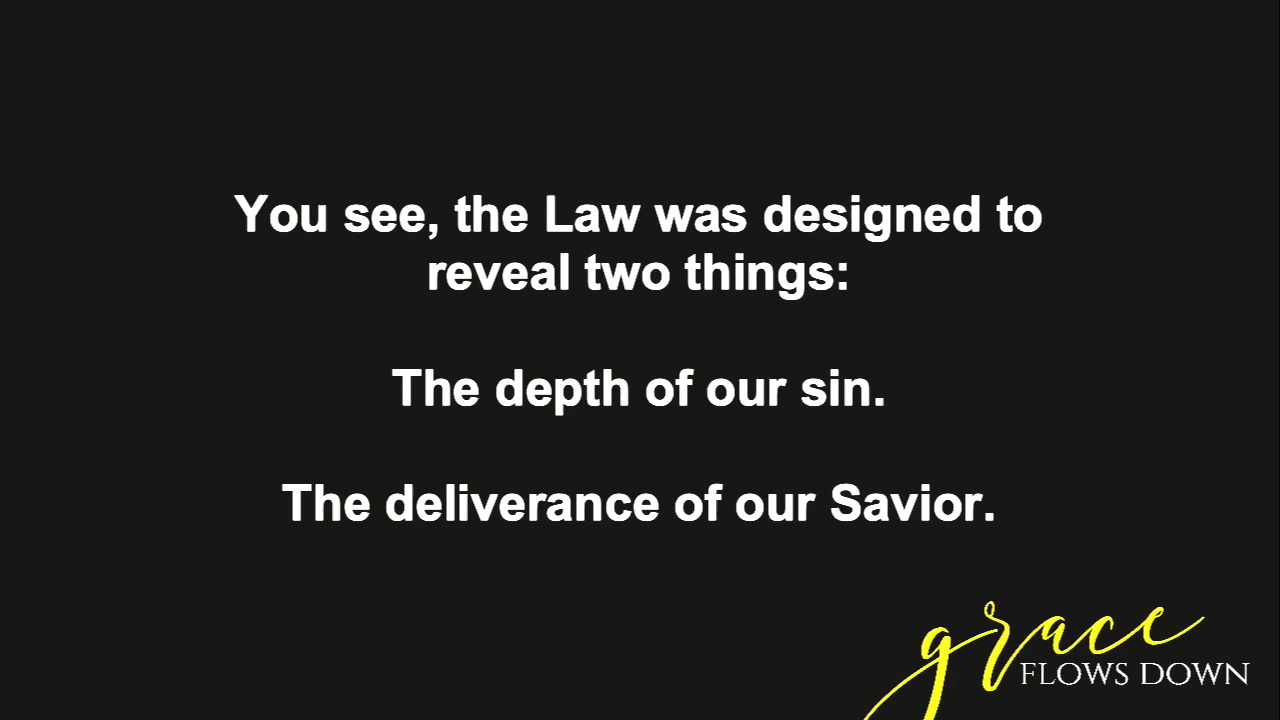 You see, the Law was designed to
reveal two things:
The depth of our sin.
The deliverance of our Savior.
grace
FLOWS DOWN